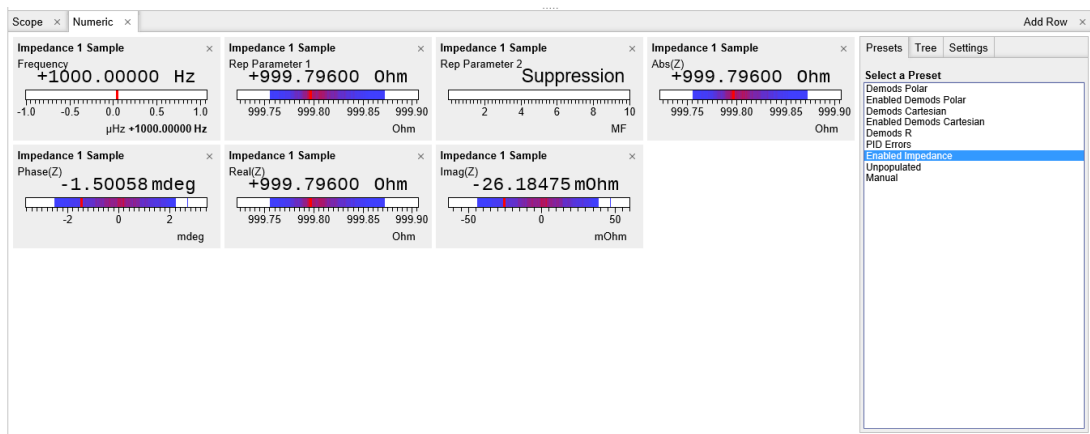 Scope × Numeric × Add Row ×
Impedance 1 Sample ×
Frequency
+1000.00000 Hz
-1.0 -0.5 0.0 0.5 1.0
µHz +1000.00000 Hz
Impedance 1 Sample ×
Rep Parameter 1
+999.79600 Ohm
999.75 999.80 999.85 999.90
Ohm
Impedance 1 Sample ×
Rep Parameter 2
Suppression
2 4 6 8 10
MF
Impedance 1 Sample ×
Abs(Z)
+999.79600 Ohm
999.75 999.80 999.85 999.90
Ohm
Impedance 1 Sample ×
Phase(Z)
-1.50058 mdeg
-2 0 2
mdeg
Impedance 1 Sample ×
Real(Z)
+999.79600 Ohm
999.75 999.80 999.85 999.90
Ohm
Impedance 1 Sample ×
Imag(Z)
-26.18475 mOhm
-50 0 50
mOhm
Presets Tree Settings
Select a Preset
Demods Polar
Enabled Demods Polar
Demods Cartesian
Enabled Demods Cartesian
Demods R
PID Errors
Enabled Impedance
Unpopulated
Manual